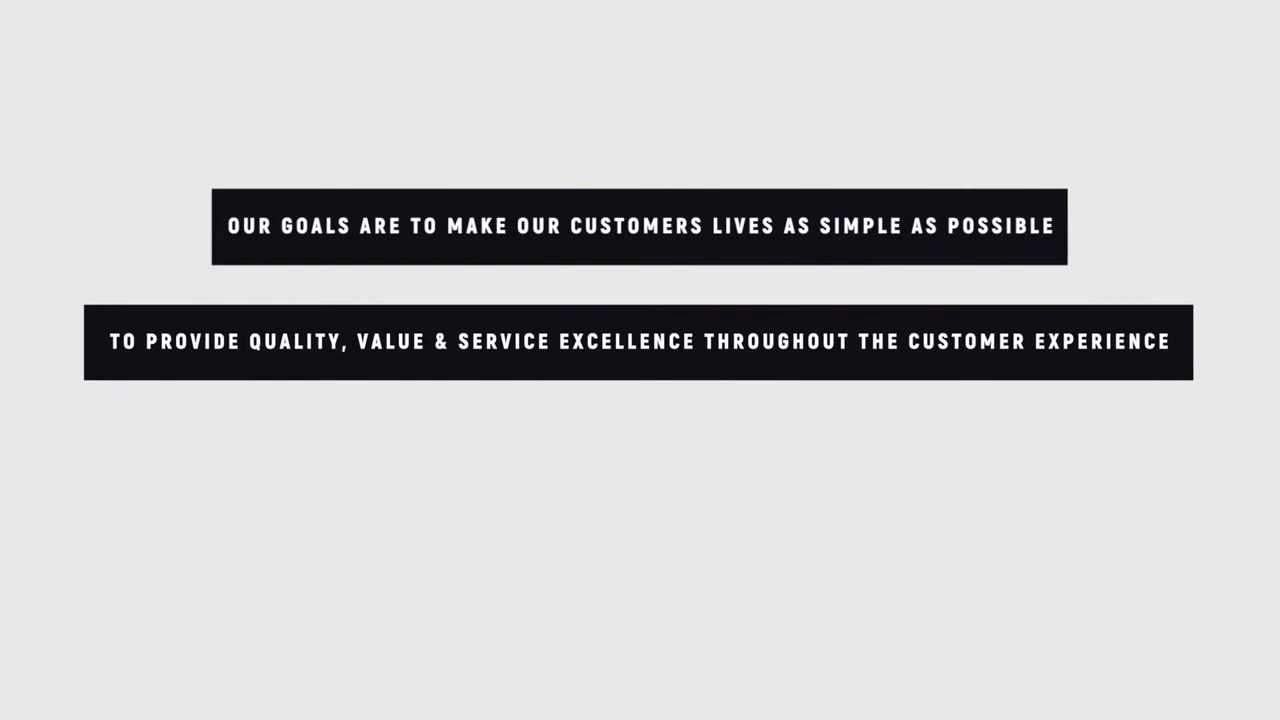 OUR GOALS ARE TO MAKE OUR CUSTOMERS LIVES AS SIMPLE AS POSSIBLE
TO PROVIDE QUALITY, VALUE & SERVICE EXCELLENCE THROUGHOUT THE CUSTOMER EXPERIENCE